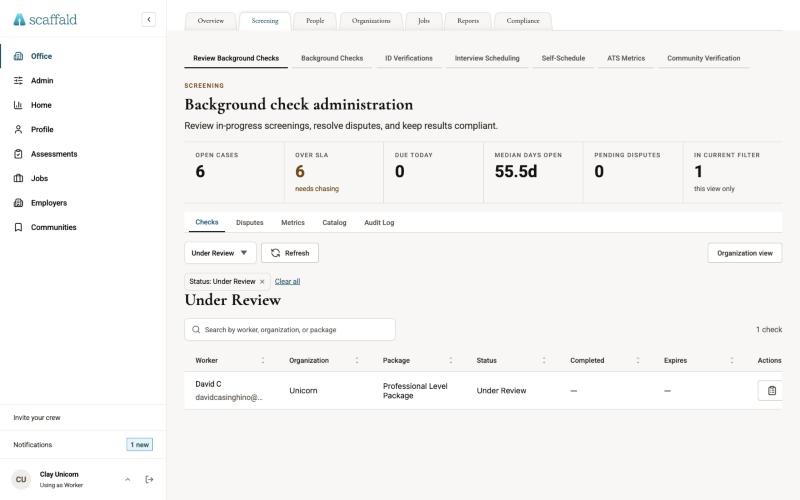 scaffald
Office
Admin
Home
Profile
Assessments
Jobs
Employers
Communities
Invite your crew
Notifications
1 new
CU
Clay Unicorn
Using as Worker
Overview
Screening
People
Organizations
Jobs
Reports
Compliance
Review Background Checks
Background Checks
ID Verifications
Interview Scheduling
Self-Schedule
ATS Metrics
Community Verification
SCREENING
Background check administration
Review in-progress screenings, resolve disputes, and keep results compliant.
OPEN CASES
6
OVER SLA
6
needs chasing
DUE TODAY
0
MEDIAN DAYS OPEN
55.5d
PENDING DISPUTES
0
IN CURRENT FILTER
1
this view only
Checks
Disputes
Metrics
Catalog
Audit Log
Under Review
Refresh
Organization view
Status: Under Review ×
Clear all
Under Review
Search by worker, organization, or package
1 check
Worker
Organization
Package
Status
Completed
Expires
Actions
David C
davidcasinghino@...
Unicorn
Professional Level
Package
Under Review
—
—